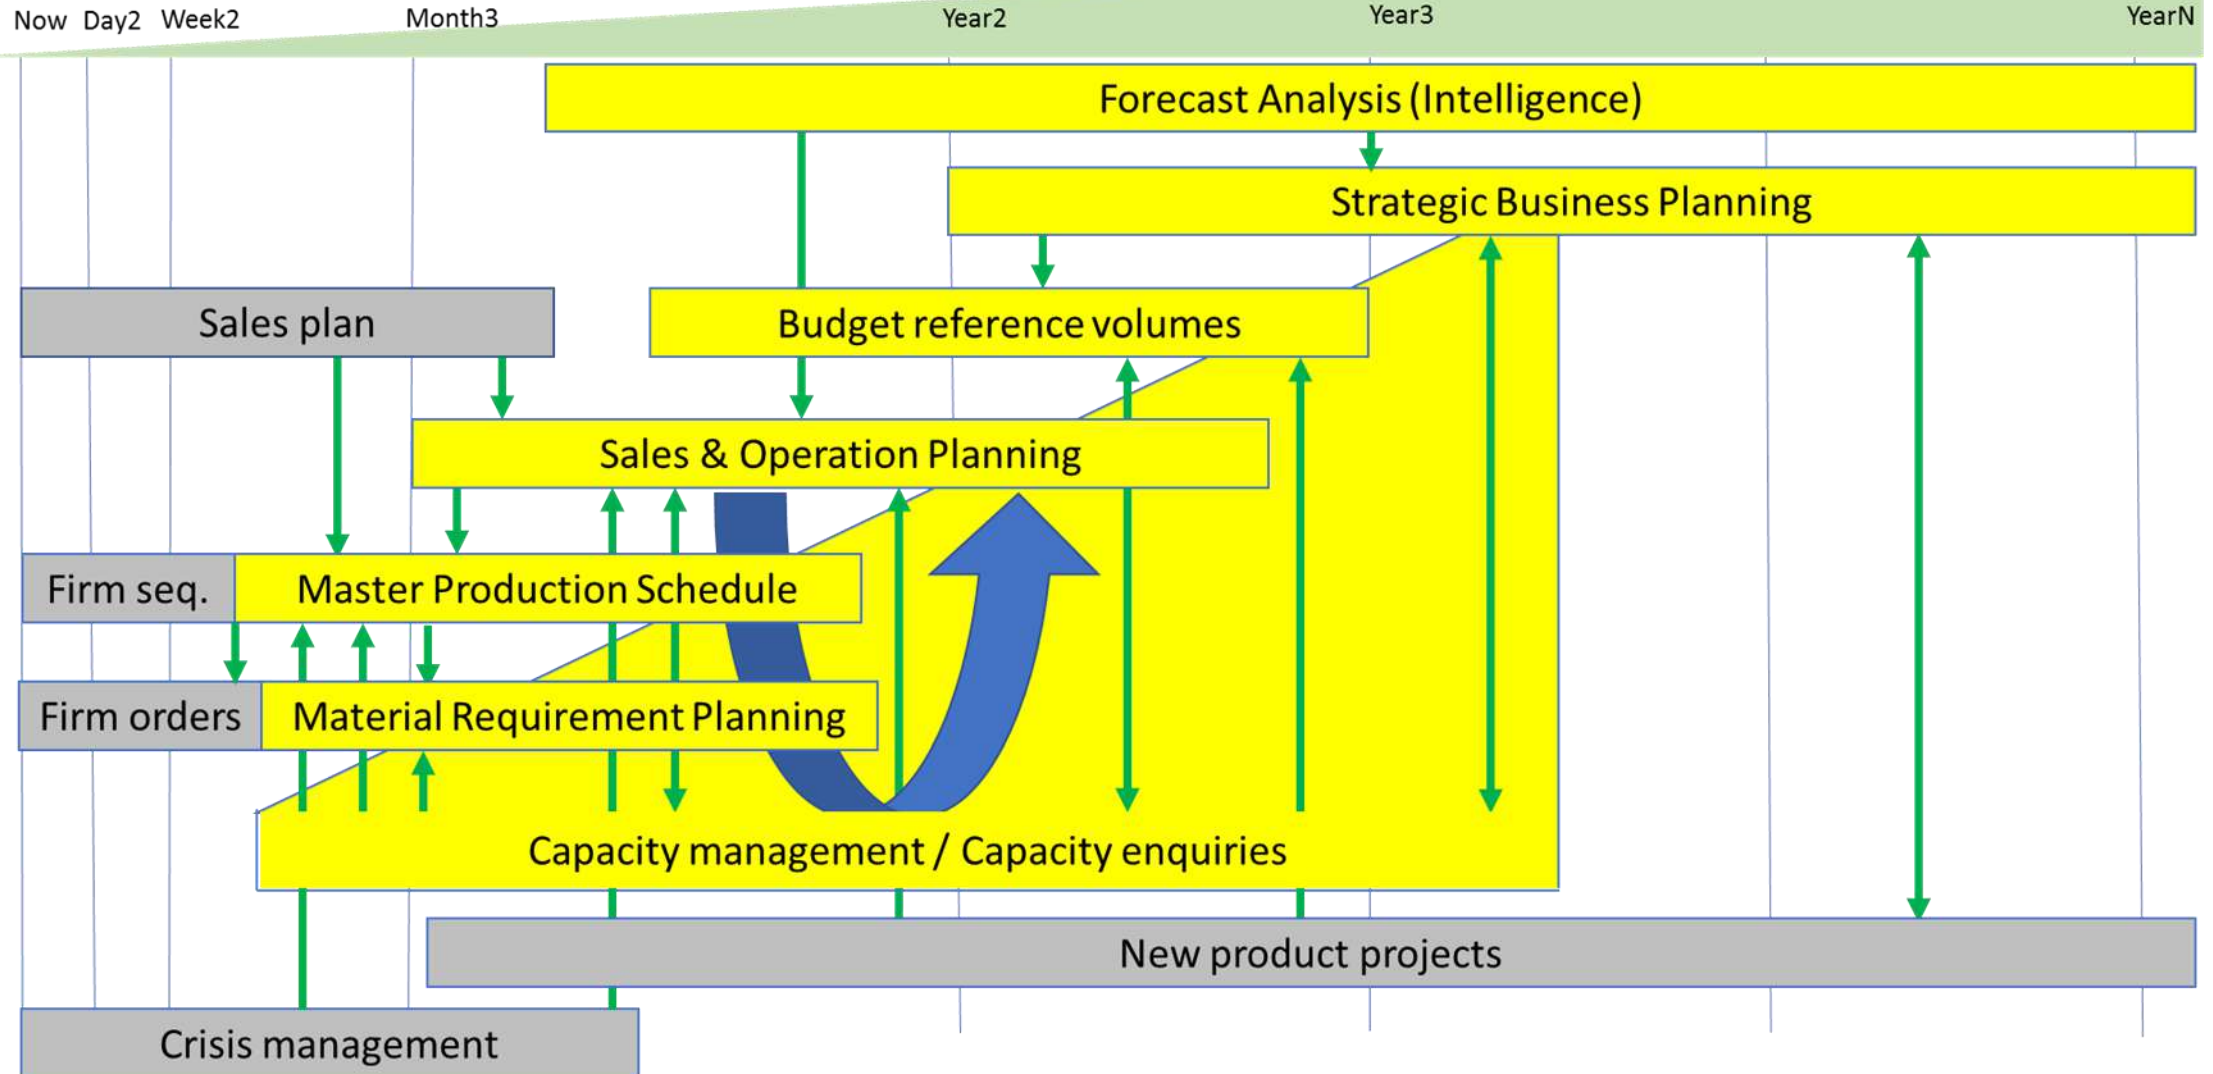 Now Day2 Week2 Month3 Year2 Year3 YearN
Forecast Analysis (Intelligence)
Strategic Business Planning
Sales plan
Budget reference volumes
Sales & Operation Planning
Firm seq.
Master Production Schedule
Firm orders
Material Requirement Planning
Capacity management / Capacity enquiries
New product projects
Crisis management